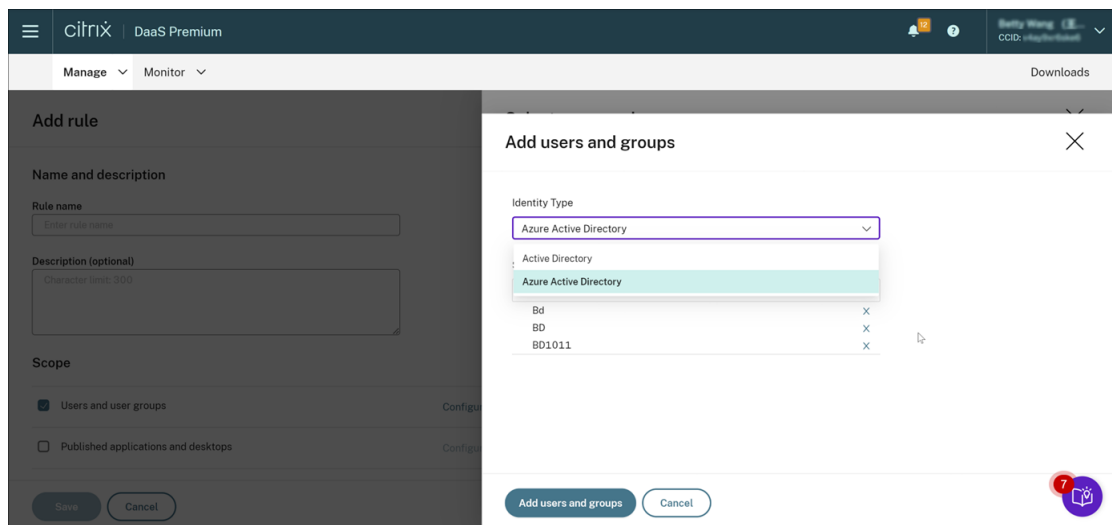 citrix DaaS Premium 12 ?
CCID:
Manage Monitor Downloads
Add rule
Name and description
Rule name
Enter rule name
Description (optional)
Character limit: 300
Scope
Users and user groups
Published applications and desktops
Save Cancel
Add users and groups
Identity Type
Azure Active Directory
Active Directory
Azure Active Directory
Bd X
BD X
BD1011 X
Add users and groups Cancel
7